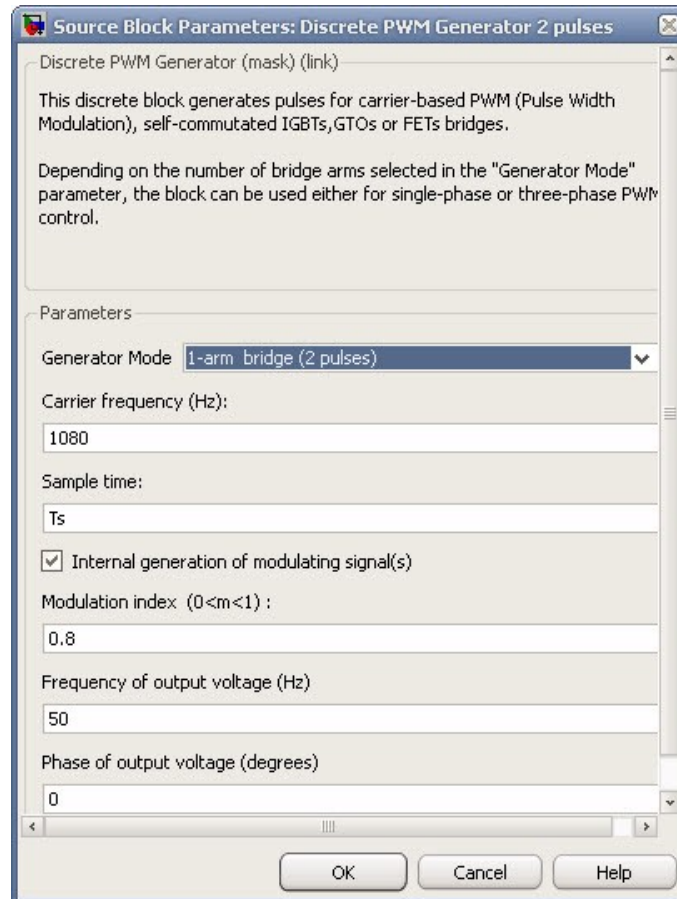 Source Block Parameters: Discrete PWM Generator 2 pulses
Discrete PWM Generator (mask) (link)
This discrete block generates pulses for carrier-based PWM (Pulse Width
Modulation), self-commutated IGBTs,GTOs or FETs bridges.
Depending on the number of bridge arms selected in the "Generator Mode"
parameter, the block can be used either for single-phase or three-phase PWM
control.
Parameters
Generator Mode 1-arm bridge (2 pulses)
Carrier frequency (Hz):
1080
Sample time:
Ts
Internal generation of modulating signal(s)
Modulation index (0<m<1) :
0.8
Frequency of output voltage (Hz)
50
Phase of output voltage (degrees)
0
OK Cancel Help